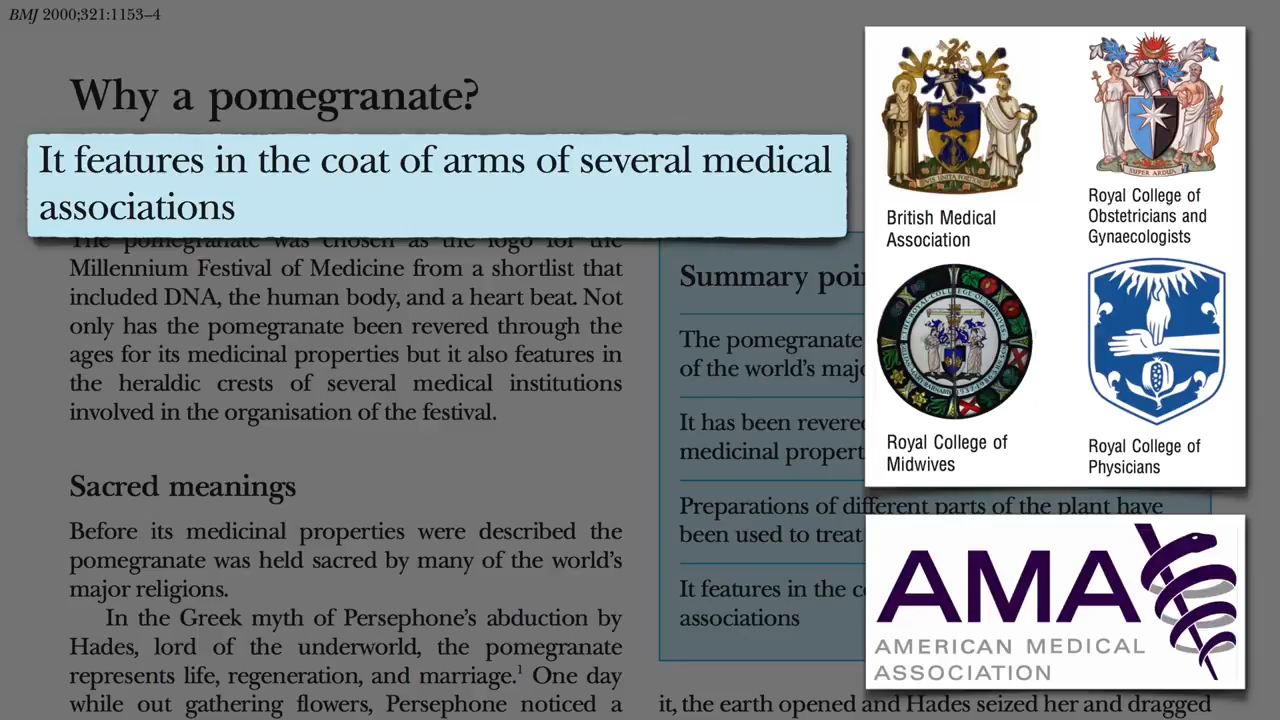 BMJ 2000;321:1153–4
Why a pomegranate?
It features in the coat of arms of several medical
associations
The pomegranate was chosen as the logo for the
Millennium Festival of Medicine from a shortlist that
included DNA, the human body, and a heart beat. Not
only has the pomegranate been revered through the
ages for its medicinal properties but it also features in
the heraldic crests of several medical institutions
involved in the organisation of the festival.
Sacred meanings
Before its medicinal properties were described the
pomegranate was held sacred by many of the world’s
major religions.
In the Greek myth of Persephone’s abduction by
Hades, lord of the underworld, the pomegranate
represents life, regeneration, and marriage.1 One day
while out gathering flowers, Persephone noticed a
Summary
The pomegranate
of the world’s
It has been
medicinal
Preparations of different parts of the plant have
been used to treat
It features in the
associations
it, the earth opened and Hades seized her and dragged
British Medical
Association
SUPER ARDUA
Royal College of
Obstetricians and
Gynaecologists
Royal College of
Midwives
Royal College of
Physicians
AMA
AMERICAN MEDICAL
ASSOCIATION